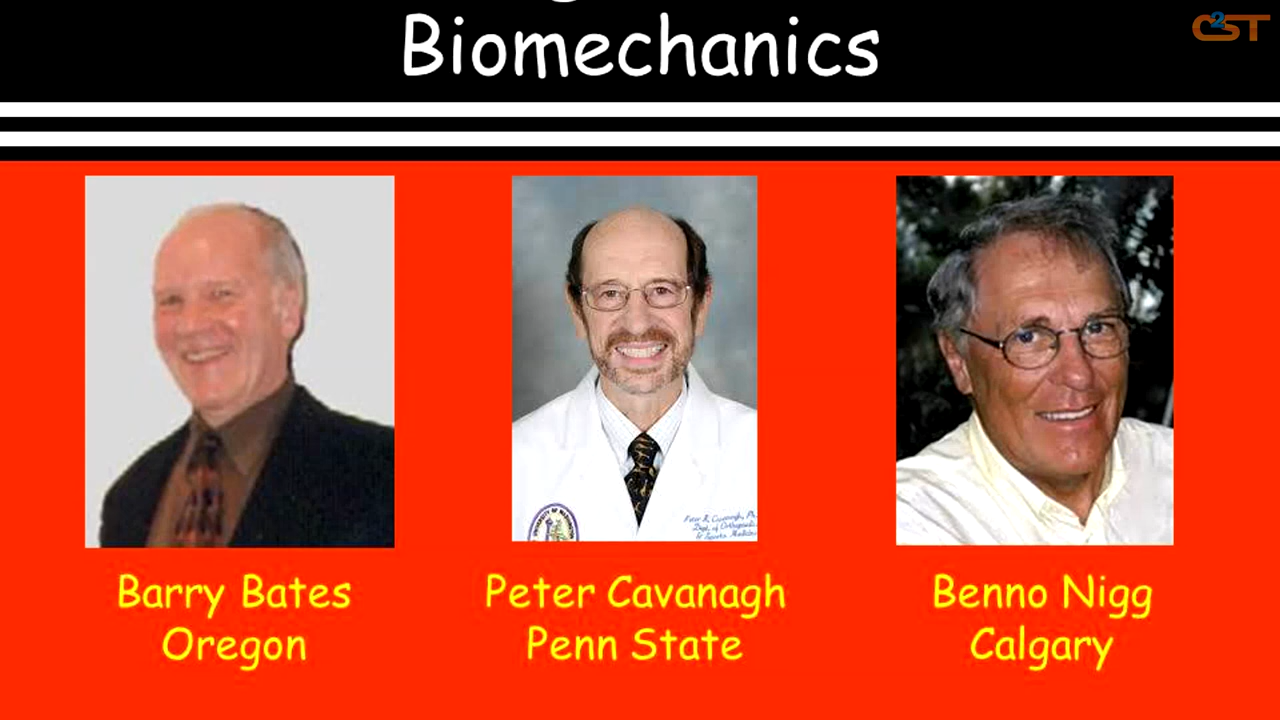 Biomechanics
C2ST
Barry Bates
Oregon
Peter Cavanagh
Penn State
Benno Nigg
Calgary